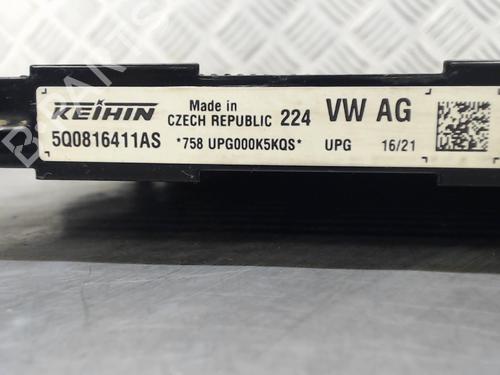 KEIHIN
Made in
CZECH REPUBLIC
224
VW AG
5Q0816411AS
*758 UPG000K5KQS*
UPG
16/21